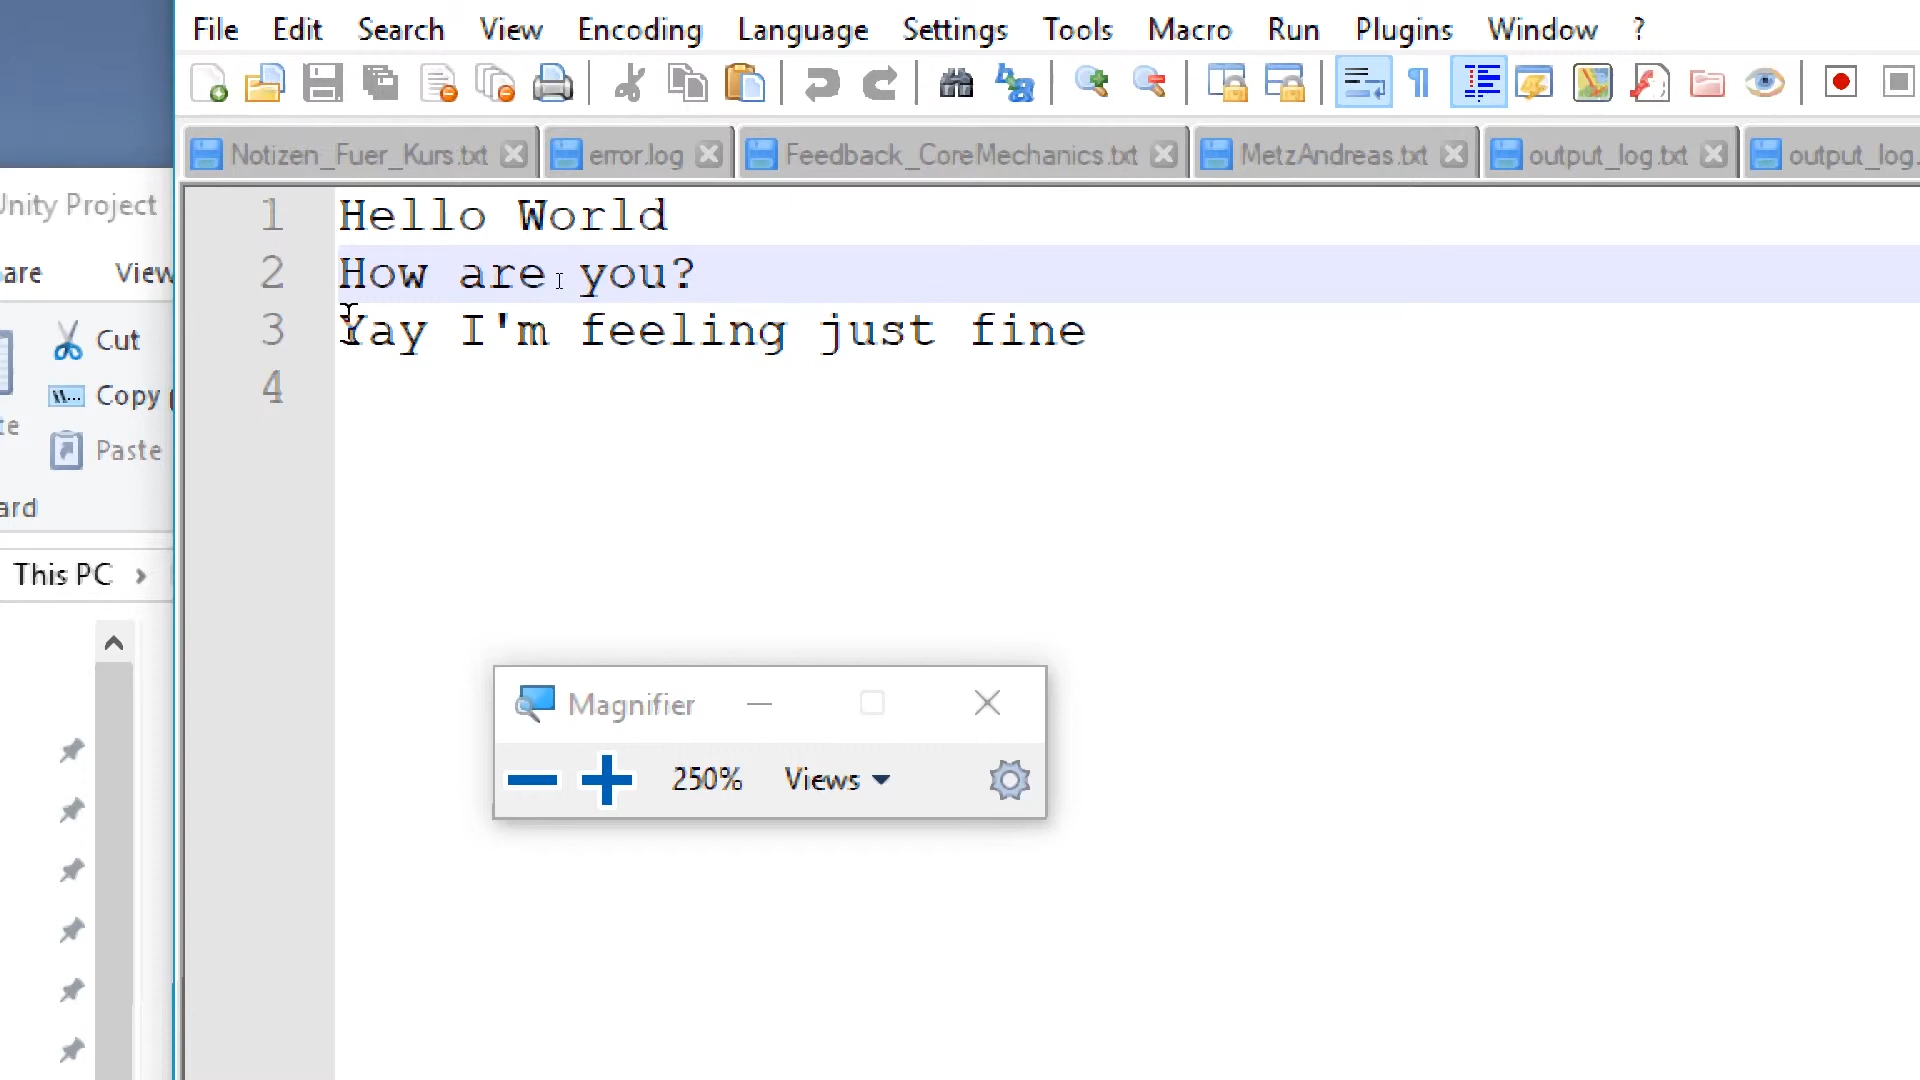 File Edit Search View Encoding Language Settings Tools Macro Run Plugins Window ?
Notizen_Fuer_Kurs.txt error.log Feedback_CoreMechanics.txt MetzAndreas.txt output_log.txt output_log.
1 Hello World
2 How are you?
3 Yay I'm feeling just fine
4
Unity Project
are View
Cut
Copy
Paste
te
ard
This PC
Magnifier
250% Views